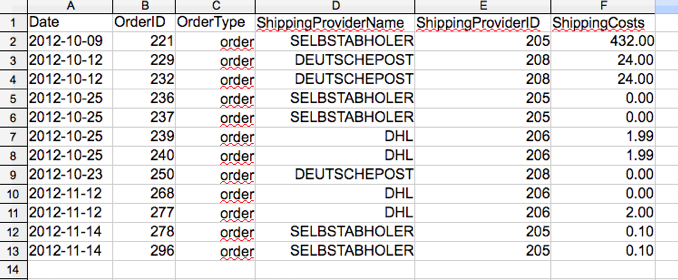 A B C D E F
1 Date OrderID OrderType ShippingProviderName ShippingProviderID ShippingCosts
2 2012-10-09 221 order SELBSTABHOLER 205 432.00
3 2012-10-12 229 order DEUTSCHEPOST 208 24.00
4 2012-10-12 232 order DEUTSCHEPOST 208 24.00
5 2012-10-25 236 order SELBSTABHOLER 205 0.00
6 2012-10-25 237 order SELBSTABHOLER 205 0.00
7 2012-10-25 239 order DHL 206 1.99
8 2012-10-25 240 order DHL 206 1.99
9 2012-10-23 250 order DEUTSCHEPOST 208 0.00
10 2012-11-12 268 order DHL 206 0.00
11 2012-11-12 277 order DHL 206 2.00
12 2012-11-14 278 order SELBSTABHOLER 205 0.10
13 2012-11-14 296 order SELBSTABHOLER 205 0.10
14